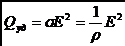 Q_уд = σE² = 1/ρ E²